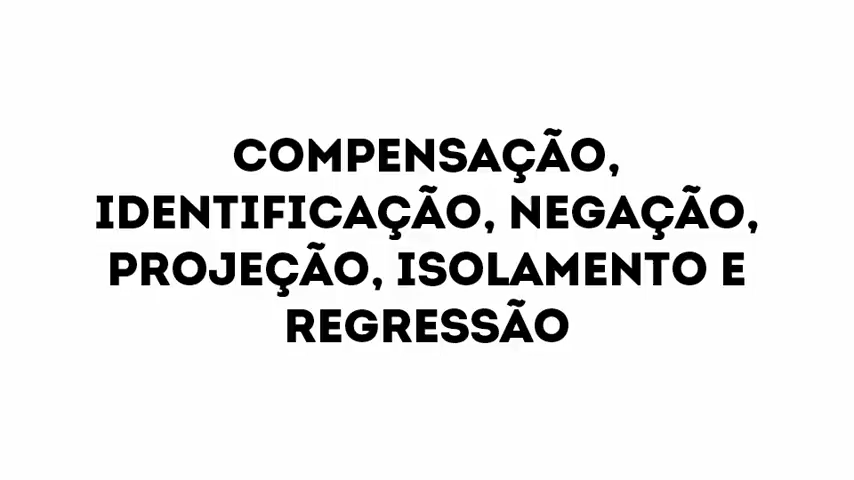 COMPENSAÇÃO,
IDENTIFICAÇÃO, NEGAÇÃO,
PROJEÇÃO, ISOLAMENTO E
REGRESSÃO